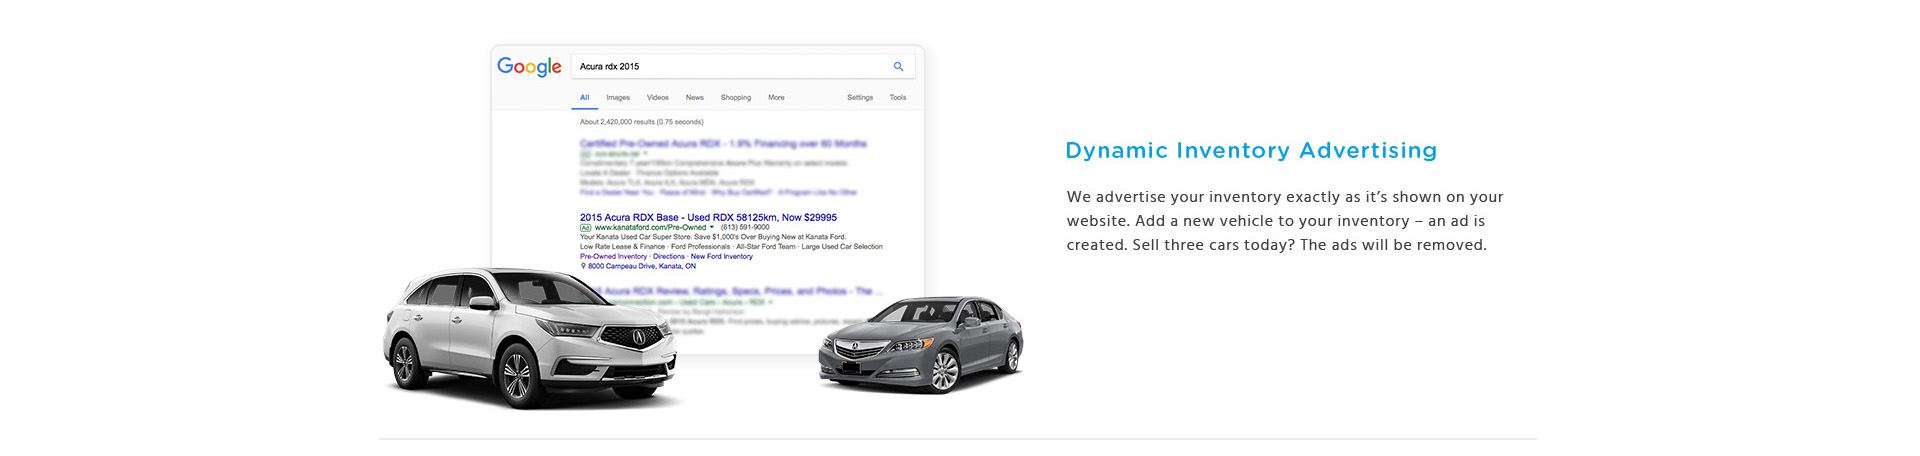 Google
Acura rdx 2015
All Images Videos News Shopping More Settings Tools
About 2,420,000 results (0.75 seconds)
Certified Pre-Owned Acura RDX - 1.9% Financing over 60 Months
2015 Acura RDX Base - Used RDX 58125km, Now $29995
Ad www.kanataford.com/Pre-Owned (613) 591-9000
Your Kanata Used Car Super Store. Save $1,000's Over Buying New at Kanata Ford.
Low Rate Lease & Finance · Ford Professionals · All-Star Ford Team · Large Used Car Selection
Pre-Owned Inventory · Directions · New Ford Inventory
8000 Campeau Drive, Kanata, ON
Acura RDX Review, Ratings, Specs, Prices, and Photos - The ...
Dynamic Inventory Advertising
We advertise your inventory exactly as it’s shown on your
website. Add a new vehicle to your inventory – an ad is
created. Sell three cars today? The ads will be removed.